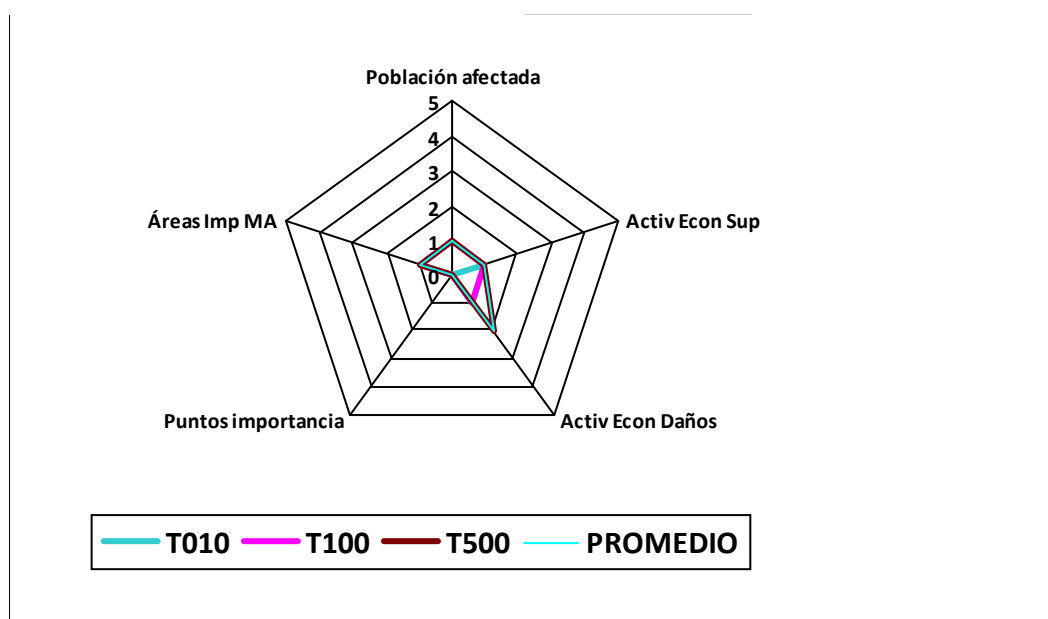 Población afectada
5
4
3
2
1
0
Áreas Imp MA
Activ Econ Sup
Puntos importancia
Activ Econ Daños
T010 T100 T500 PROMEDIO